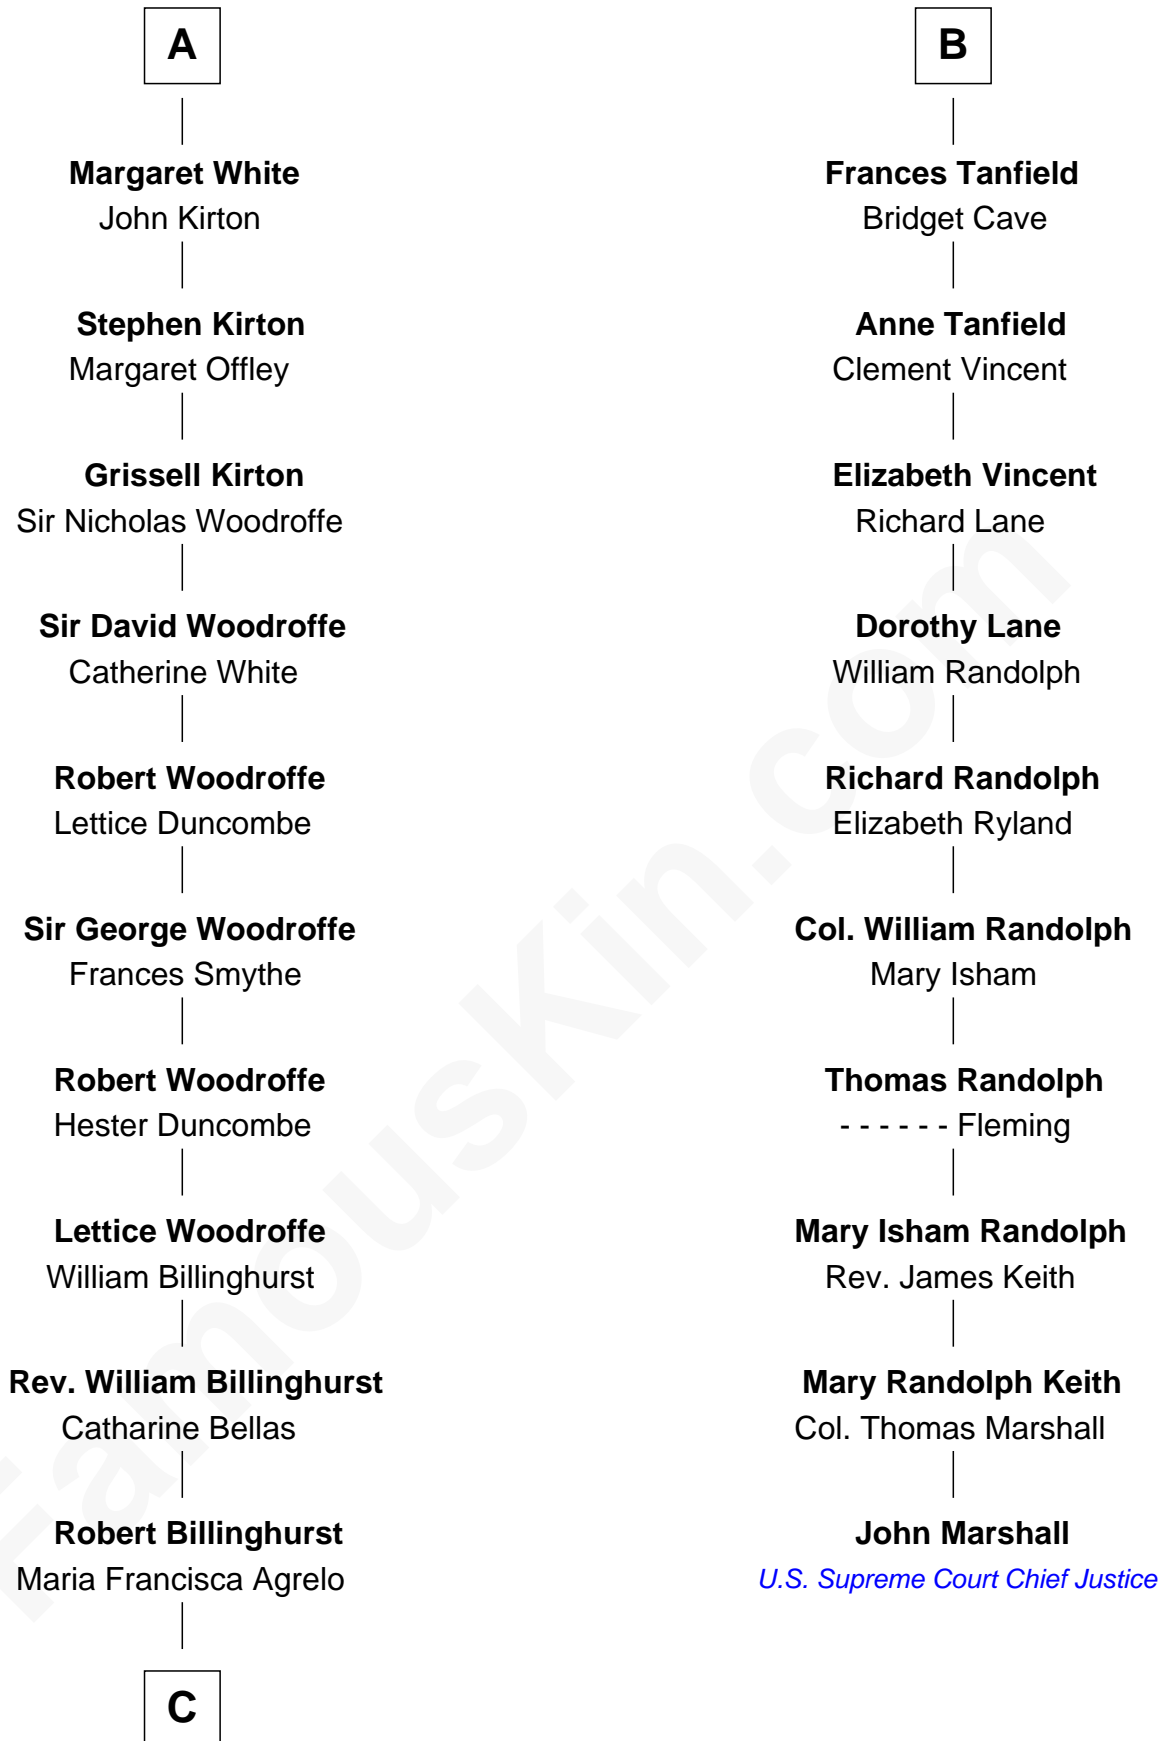 A
Margaret White
John Kirton
Stephen Kirton
Margaret Offley
Grissell Kirton
Sir Nicholas Woodroffe
Sir David Woodroffe
Catherine White
Robert Woodroffe
Lettice Duncombe
Sir George Woodroffe
Frances Smythe
Robert Woodroffe
Hester Duncombe
Lettice Woodroffe
William Billinghurst
Rev. William Billinghurst
Catharine Bellas
Robert Billinghurst
Maria Francisca Agrelo
C
B
Frances Tanfield
Bridget Cave
Anne Tanfield
Clement Vincent
Elizabeth Vincent
Richard Lane
Dorothy Lane
William Randolph
Richard Randolph
Elizabeth Ryland
Col. William Randolph
Mary Isham
Thomas Randolph
- - - - - - Fleming
Mary Isham Randolph
Rev. James Keith
Mary Randolph Keith
Col. Thomas Marshall
John Marshall
U.S. Supreme Court Chief Justice
FamousKin.com